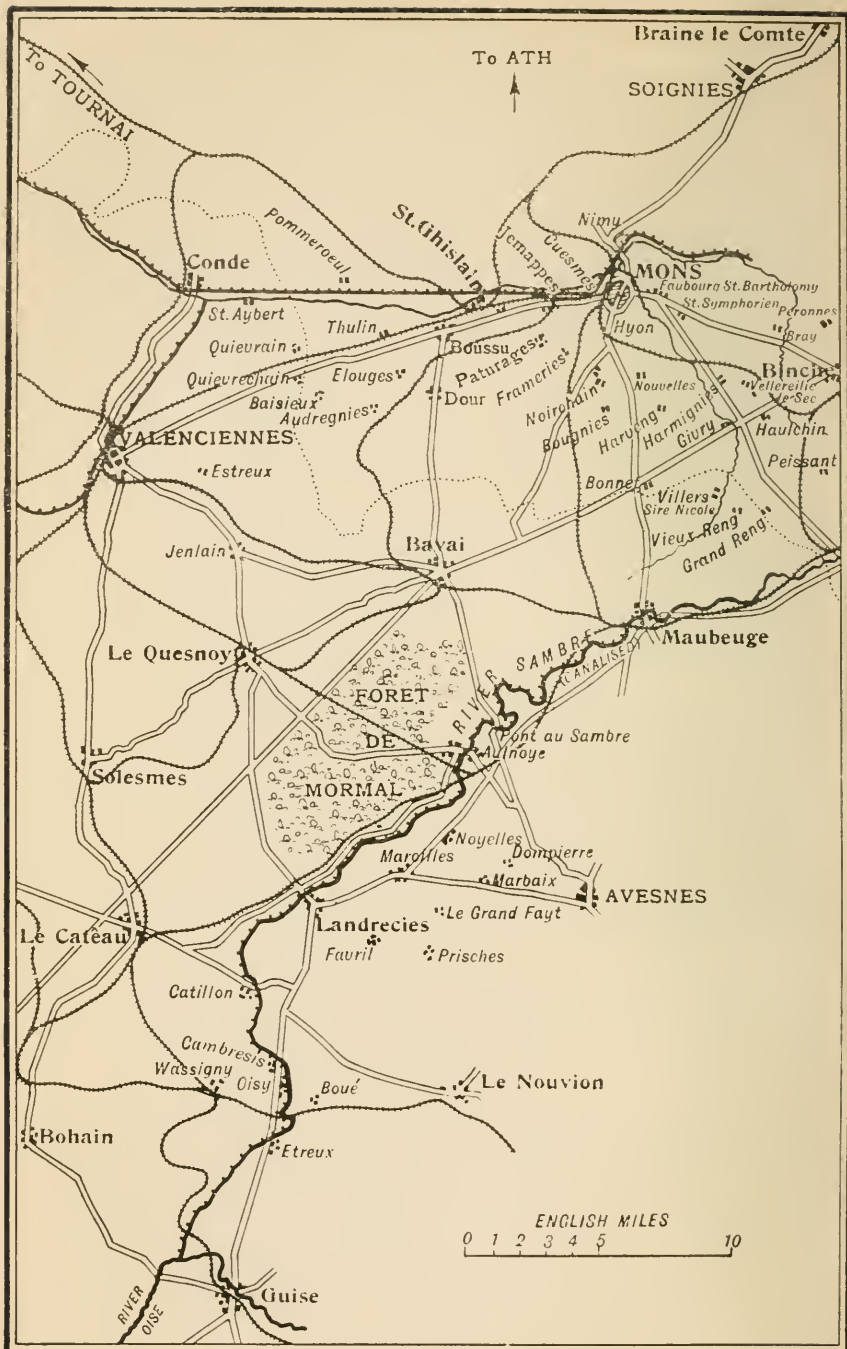 Braine le Comte
To ATH
SOIGNIES
To TOURNAI
Nimy
Pommeroeul
St. Ghislain
Jemappes
Cuesmes
MONS
Conde
Faubourg St. Bartholomy
St. Symphorien
Peronnes
St. Aybert
Thulin
Hyon
Bray
Quievrain
Boussu
Paturages
Binche
Quievrechain
Elouges
Frameries
Nouvelles
Vellereille
le Sec
Baisieux
Dour
Noirchain
Audregnies
Bougnies
Harveng
Harmignies
Givry
Haulchin
VALENCIENNES
Peissant
Estreux
Bonnet
Villers
Sire Nicole
Vieux Reng
Grand Reng
Jenlain
Bavai
Maubeuge
Le Quesnoy
RIVER SAMBRE
(CANALISED)
FORET
DE
MORMAL
Pont au Sambre
Aulnoye
Solesmes
Noyelles
Maroilles
Dompierre
Marbaix
AVESNES
Le Grand Fayt
Landrecies
Le Cateau
Favril
Prisches
Catillon
Cambresis
Wassigny
Oisy
Boué
Le Nouvion
Bohain
Etreux
ENGLISH MILES
0 1 2 3 4 5 10
Guise
RIVER
OISE